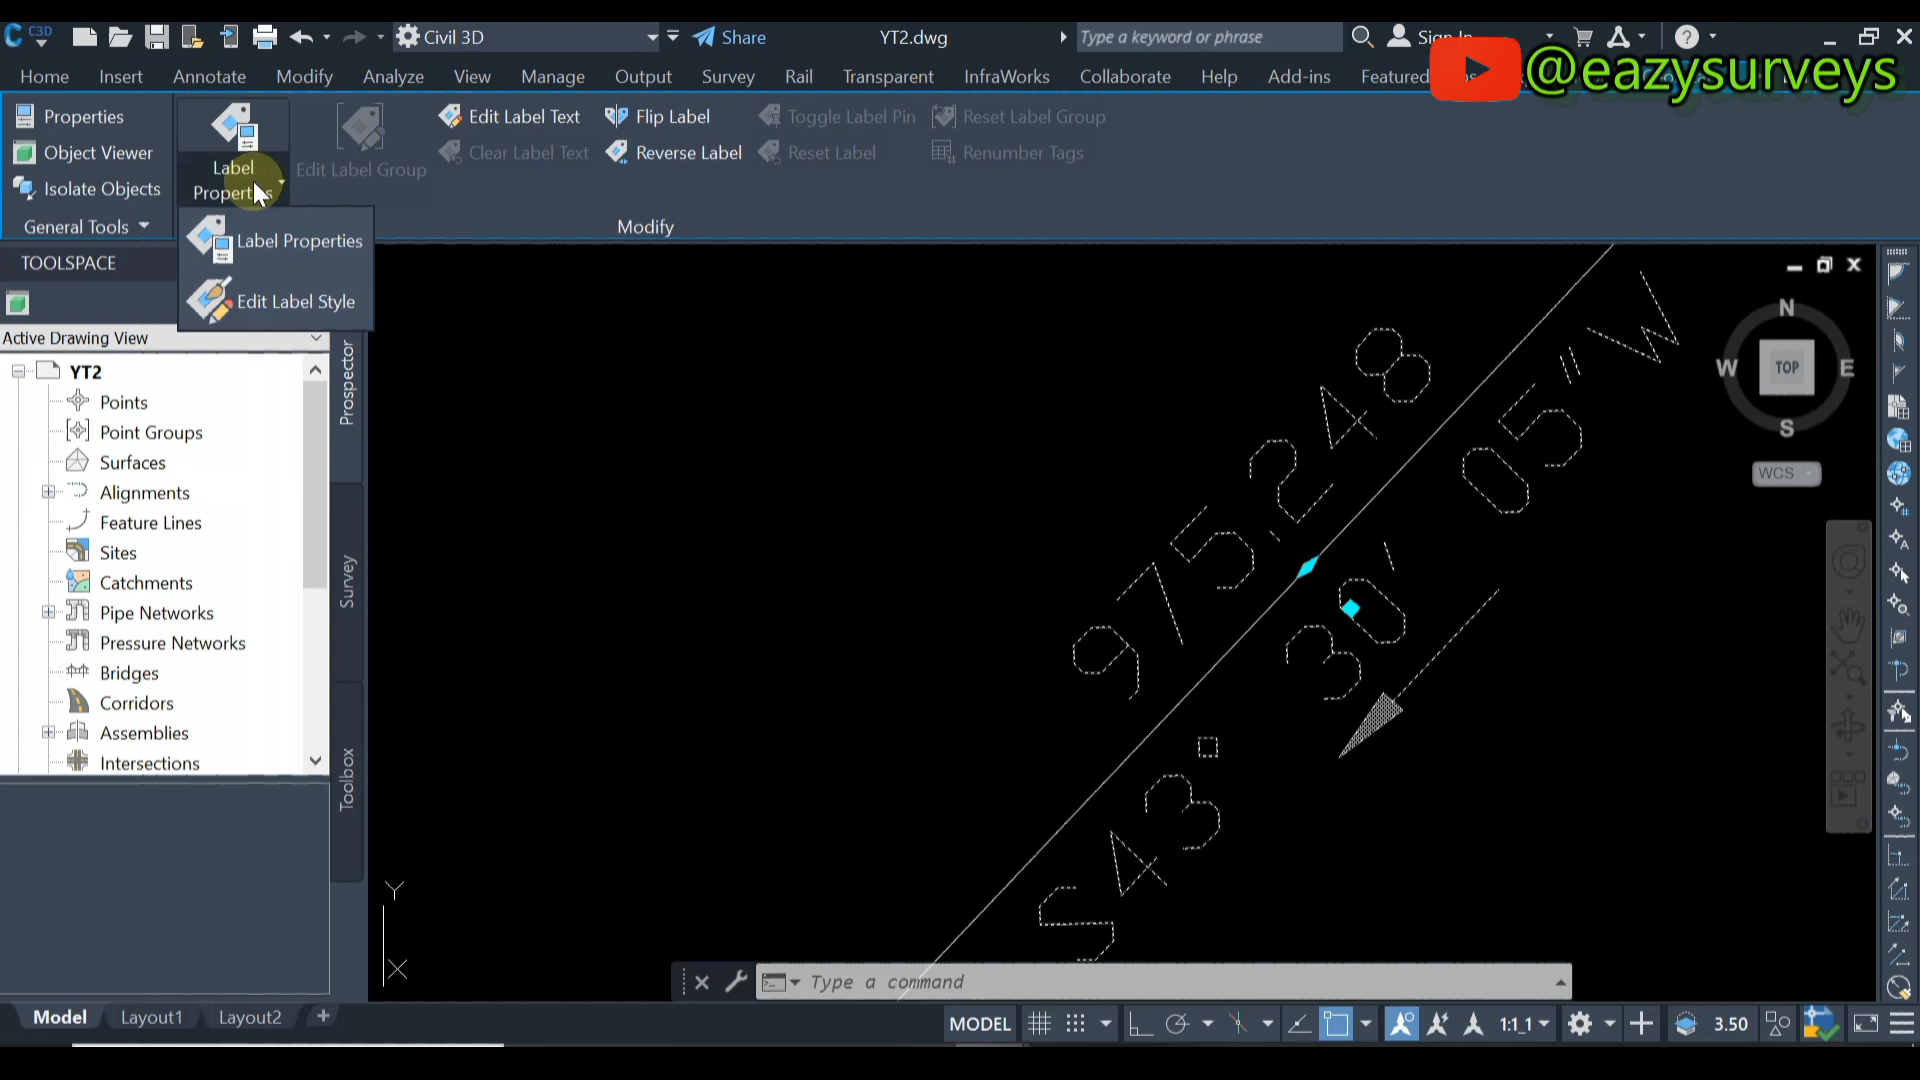 C3D
Civil 3D
Share
YT2.dwg
Type a keyword or phrase
Sign In
@eazysurveys
Home Insert Annotate Modify Analyze View Manage Output Survey Rail Transparent InfraWorks Collaborate Help Add-ins Featured
Properties
Object Viewer
Isolate Objects
General Tools
Label
Properties
Edit Label Group
Edit Label Text
Clear Label Text
Flip Label
Reverse Label
Toggle Label Pin
Reset Label
Reset Label Group
Renumber Tags
Modify
Label Properties
Edit Label Style
TOOLSPACE
Active Drawing View
YT2
Points
Point Groups
Surfaces
Alignments
Feature Lines
Sites
Catchments
Pipe Networks
Pressure Networks
Bridges
Corridors
Assemblies
Intersections
Prospector
Survey
Toolbox
975.248
S43° 30' 05"W
N
W TOP E
S
WCS
Y
X
Type a command
Model Layout1 Layout2 +
MODEL 1:1_1 3.50